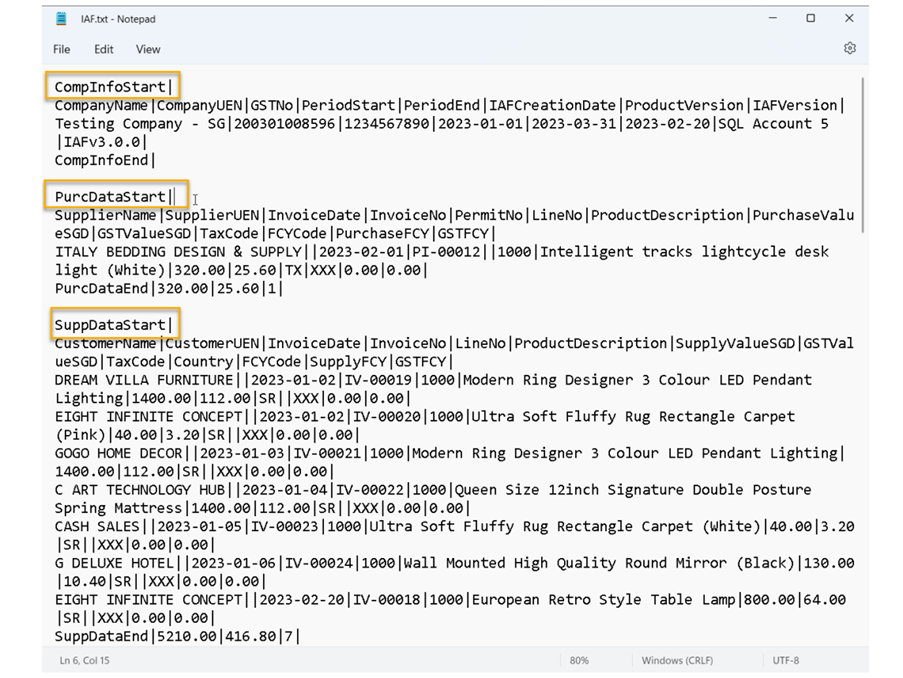 IAF.txt - Notepad
File Edit View
CompInfoStart|
CompanyName|CompanyUEN|GSTNo|PeriodStart|PeriodEnd|IAFCreationDate|ProductVersion|IAFVersion|
Testing Company - SG|200301008596|1234567890|2023-01-01|2023-03-31|2023-02-20|SQL Account 5
|IAFv3.0.0|
CompInfoEnd|
PurcDataStart|
SupplierName|SupplierUEN|InvoiceDate|InvoiceNo|PermitNo|LineNo|ProductDescription|PurchaseValu
eSGD|GSTValueSGD|TaxCode|FCYCode|PurchaseFCY|GSTFCY|
ITALY BEDDING DESIGN & SUPPLY||2023-02-01|PI-00012||1000|Intelligent tracks lightcycle desk
light (White)|320.00|25.60|TX|XXX|0.00|0.00|
PurcDataEnd|320.00|25.60|1|
SuppDataStart|
CustomerName|CustomerUEN|InvoiceDate|InvoiceNo|LineNo|ProductDescription|SupplyValueSGD|GSTVal
ueSGD|TaxCode|Country|FCYCode|SupplyFCY|GSTFCY|
DREAM VILLA FURNITURE||2023-01-02|IV-00019|1000|Modern Ring Designer 3 Colour LED Pendant
Lighting|1400.00|112.00|SR||XXX|0.00|0.00|
EIGHT INFINITE CONCEPT||2023-01-02|IV-00020|1000|Ultra Soft Fluffy Rug Rectangle Carpet
(Pink)|40.00|3.20|SR||XXX|0.00|0.00|
GOGO HOME DECOR||2023-01-03|IV-00021|1000|Modern Ring Designer 3 Colour LED Pendant Lighting|
1400.00|112.00|SR||XXX|0.00|0.00|
C ART TECHNOLOGY HUB||2023-01-04|IV-00022|1000|Queen Size 12inch Signature Double Posture
Spring Mattress|1400.00|112.00|SR||XXX|0.00|0.00|
CASH SALES||2023-01-05|IV-00023|1000|Ultra Soft Fluffy Rug Rectangle Carpet (White)|40.00|3.20
|SR||XXX|0.00|0.00|
G DELUXE HOTEL||2023-01-06|IV-00024|1000|Wall Mounted High Quality Round Mirror (Black)|130.00
|10.40|SR||XXX|0.00|0.00|
EIGHT INFINITE CONCEPT||2023-02-20|IV-00018|1000|European Retro Style Table Lamp|800.00|64.00
|SR||XXX|0.00|0.00|
SuppDataEnd|5210.00|416.80|7|
Ln 6, Col 15 80% Windows (CRLF) UTF-8